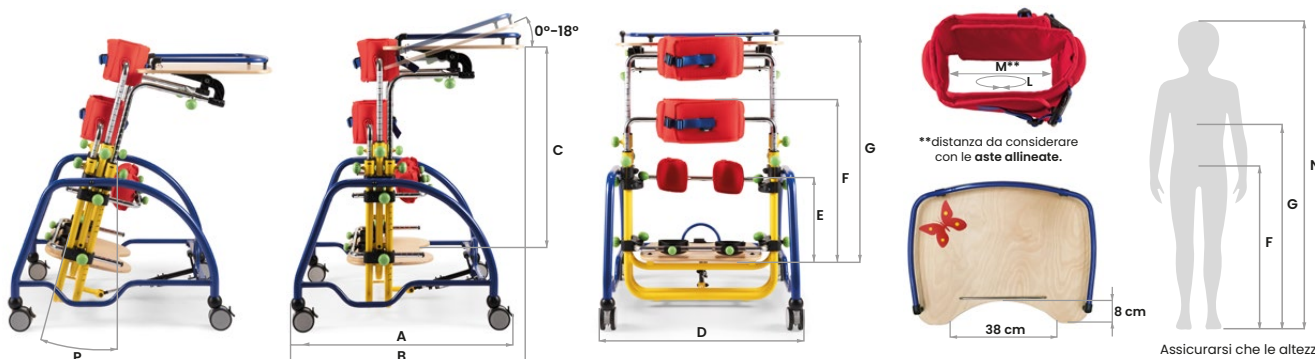 0°-18°
C
A
B
P
G
F
E
D
M**
L
**distanza da considerare
con le aste allineate.
38 cm
8 cm
N
G
F
Assicurarsi che le altezz